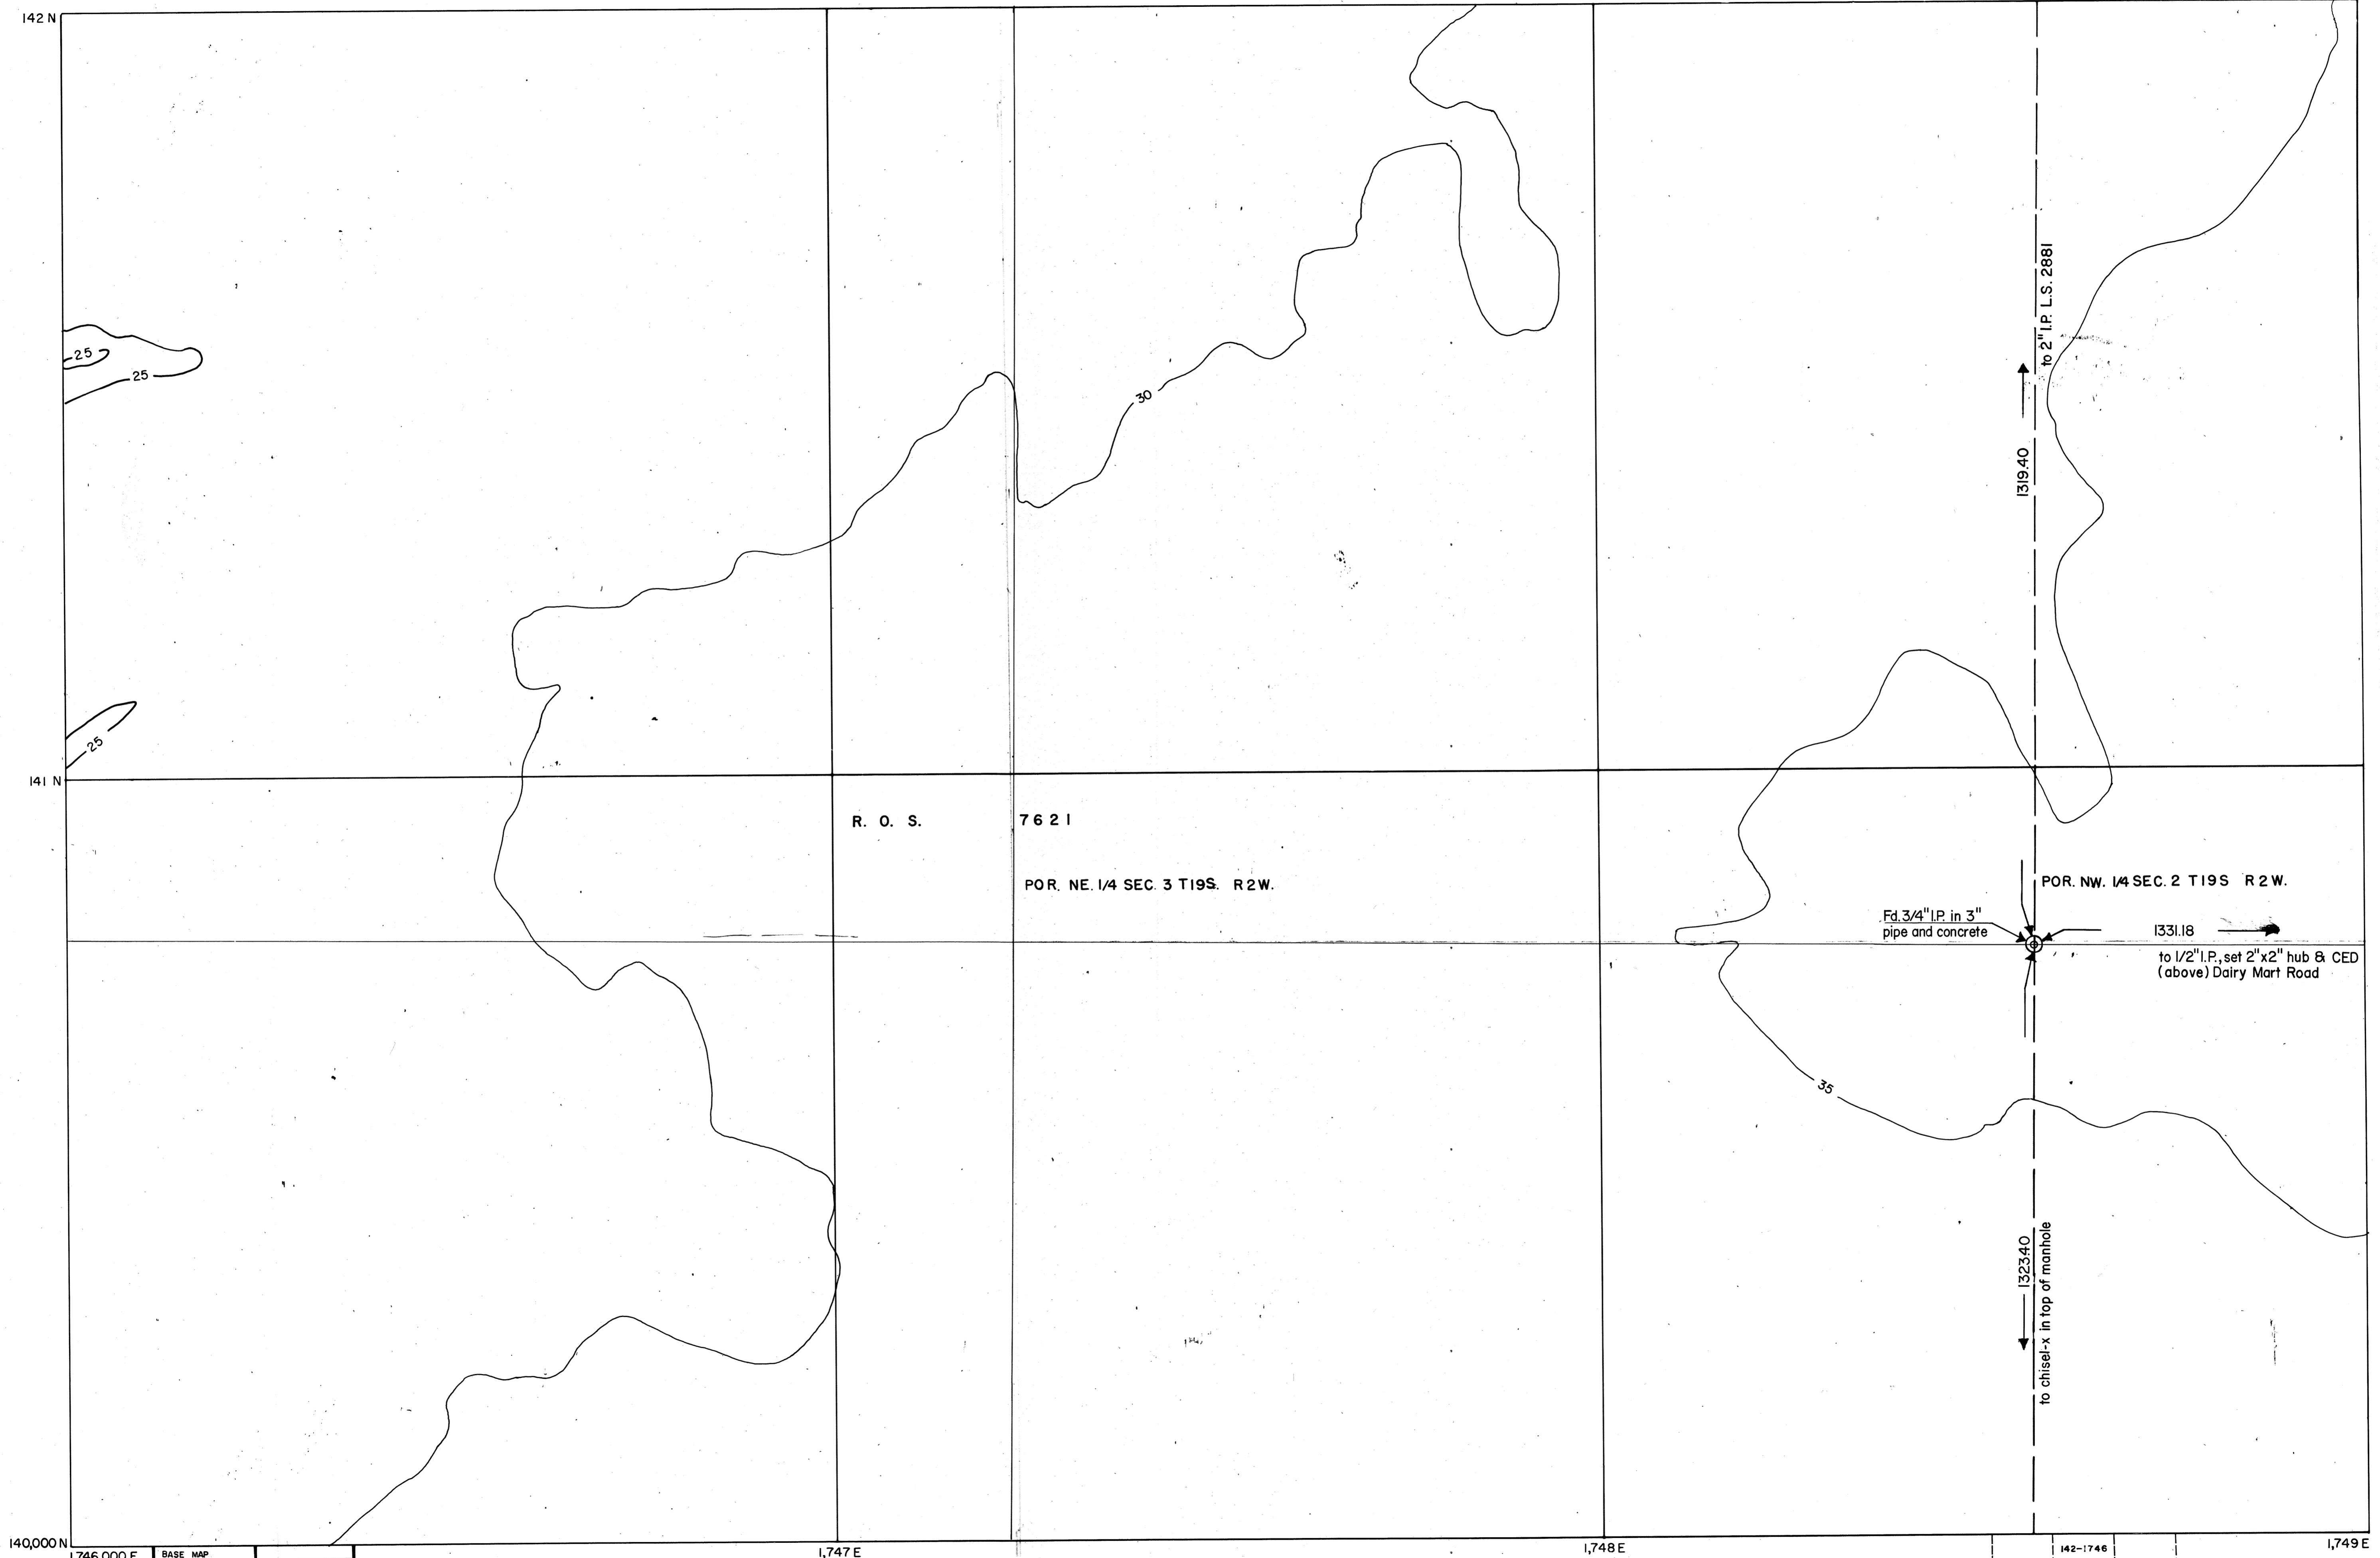 142 N
to 2" I.P. L.S. 2881
25
25
30
1319.40
25
141 N
R. O. S. 7621
POR. NE. 1/4 SEC. 3 T19S. R2W.
POR. NW. 1/4 SEC. 2 T19S R2W.
Fd. 3/4" I.P. in 3"
pipe and concrete
1331.18
to 1/2" I.P., set 2"x2" hub & CED
(above) Dairy Mart Road
35
1323.40
to chisel-x in top of manhole
140,000 N
1,746,000 E
BASE MAP
1,747 E
1,748 E
142-1746
1,749 E